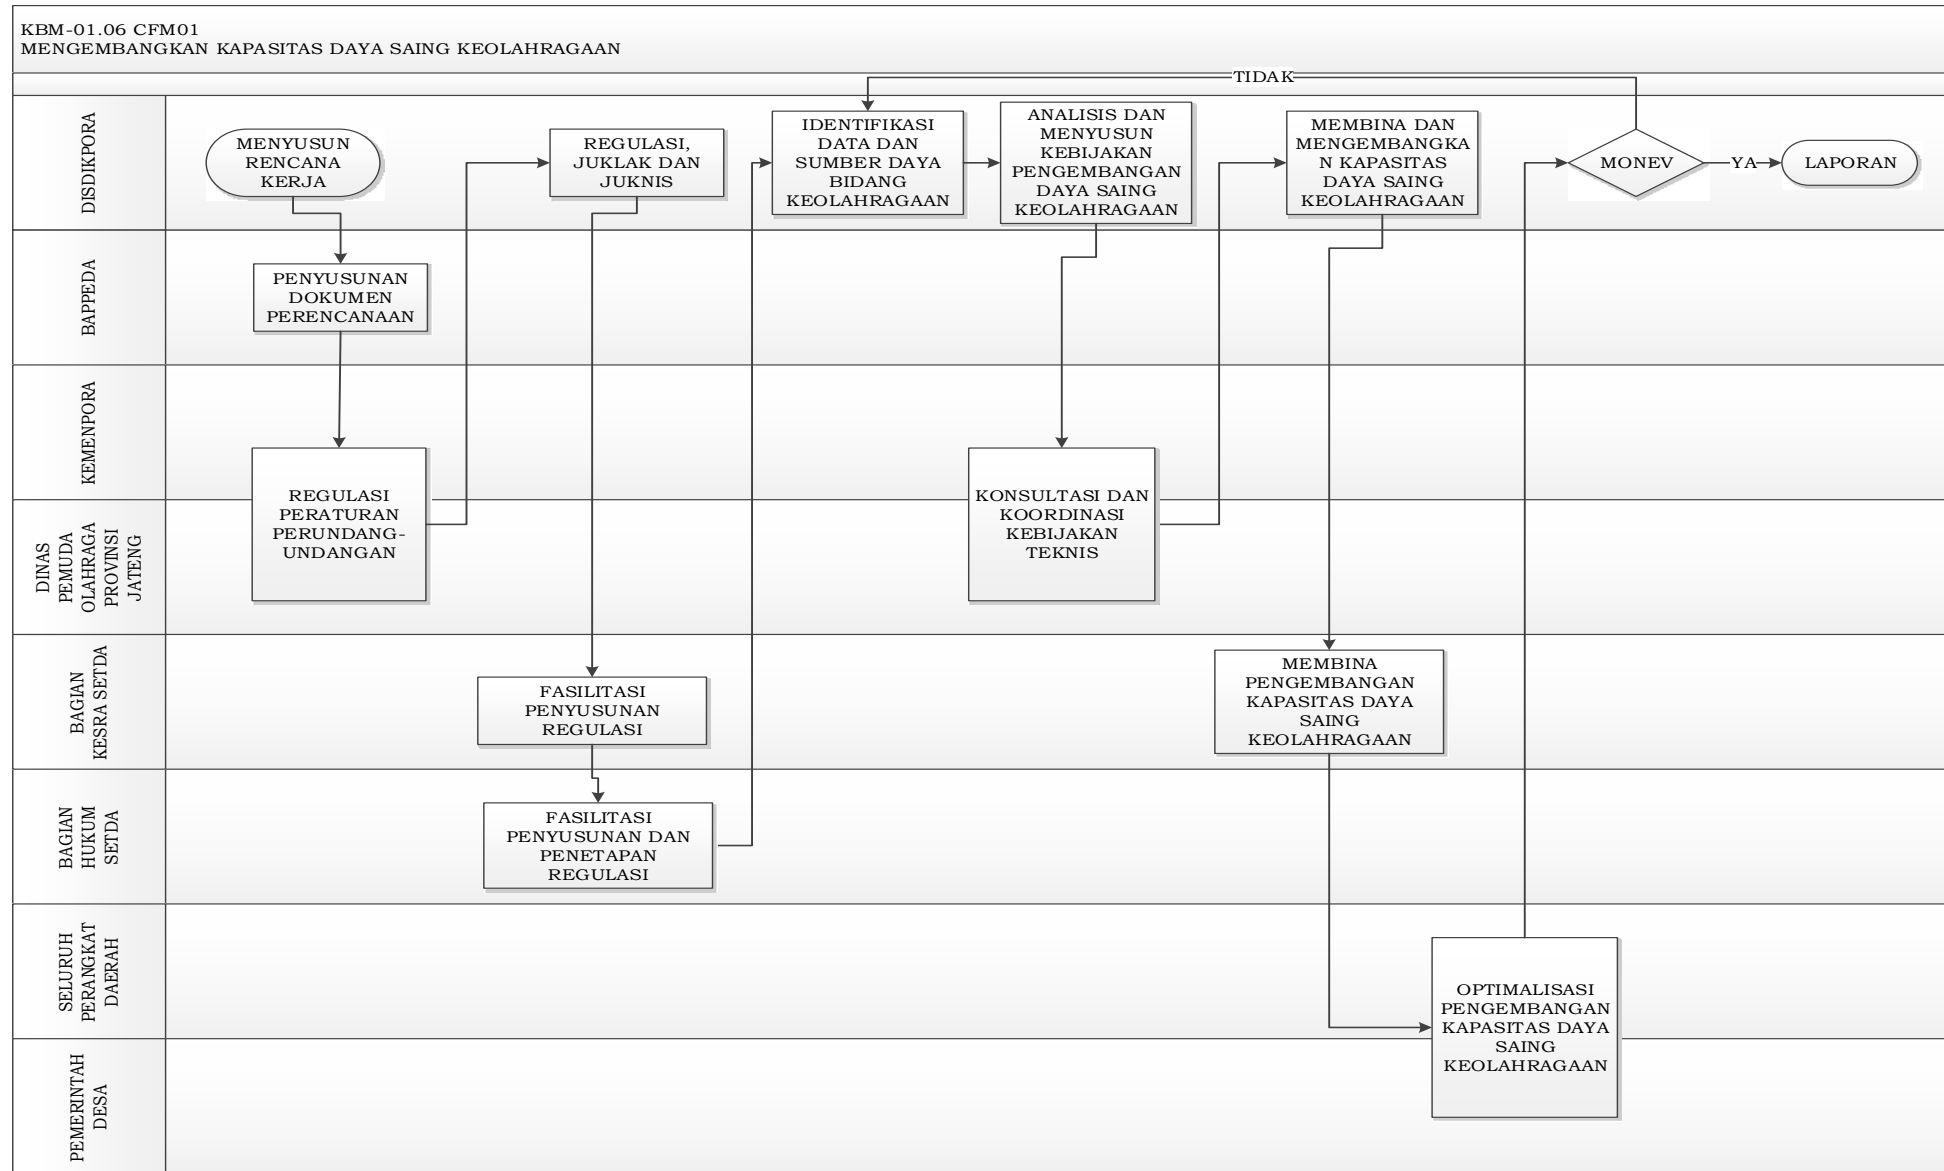 KBM-01.06 CFM01
MENGEMBANGKAN KAPASITAS DAYA SAING KEOLAHRAGAAN
TIDAK
DISDIKPORA
MENYUSUN
RENCANA
KERJA
REGULASI,
JUKLAK DAN
JUKNIS
IDENTIFIKASI
DATA DAN
SUMBER DAYA
BIDANG
KEOLAHRAGAAN
ANALISIS DAN
MENYUSUN
KEBIJAKAN
PENGEMBANGAN
DAYA SAING
KEOLAHRAGAAN
MEMBINA DAN
MENGEMBANGKA
N KAPASITAS
DAYA SAING
KEOLAHRAGAAN
MONEV
YA
LAPORAN
BAPPEDA
PENYUSUNAN
DOKUMEN
PERENCANAAN
KEMENPORA
REGULASI
PERATURAN
PERUNDANG-
UNDANGAN
KONSULTASI DAN
KOORDINASI
KEBIJAKAN
TEKNIS
DINAS
PEMUDA
OLAHRAGA
PROVINSI
JATENG
BAGIAN
KESRA SETDA
FASILITASI
PENYUSUNAN
REGULASI
MEMBINA
PENGEMBANGAN
KAPASITAS DAYA
SAING
KEOLAHRAGAAN
BAGIAN
HUKUM
SETDA
FASILITASI
PENYUSUNAN DAN
PENETAPAN
REGULASI
SELURUH
PERANGKAT
DAERAH
OPTIMALISASI
PENGEMBANGAN
KAPASITAS DAYA
SAING
KEOLAHRAGAAN
PEMERINTAH
DESA